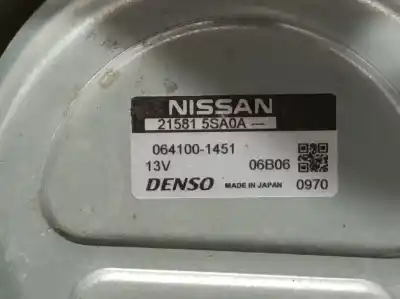 NISSAN
21581 5SA0A ---
064100-1451
13V 06B06
DENSO MADE IN JAPAN 0970